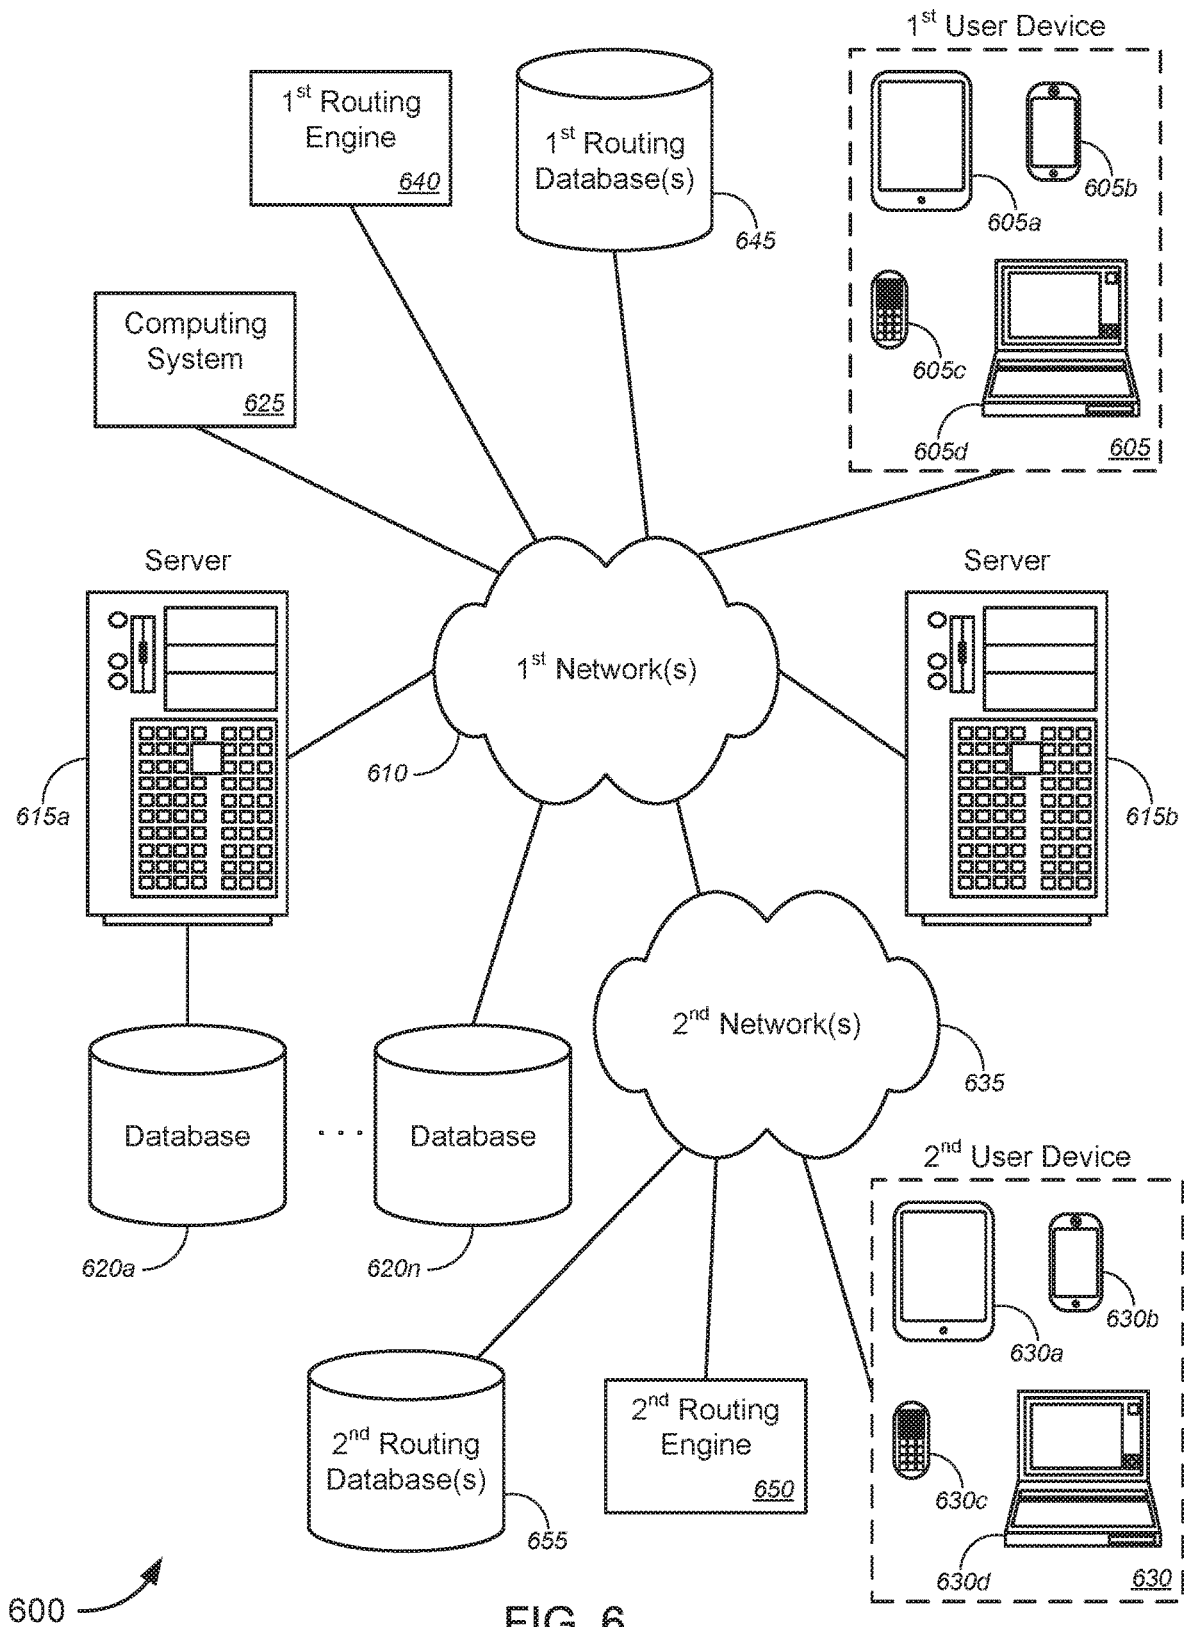 1st User Device
1st Routing
Engine
640
1st Routing
Database(s)
645
605a
605b
605c
605d
605
Computing
System
625
Server
615a
1st Network(s)
610
Server
615b
2nd Network(s)
635
Database
620a
. . .
Database
620n
2nd User Device
630a
630b
630c
630d
630
2nd Routing
Database(s)
655
2nd Routing
Engine
650
600
FIG. 6